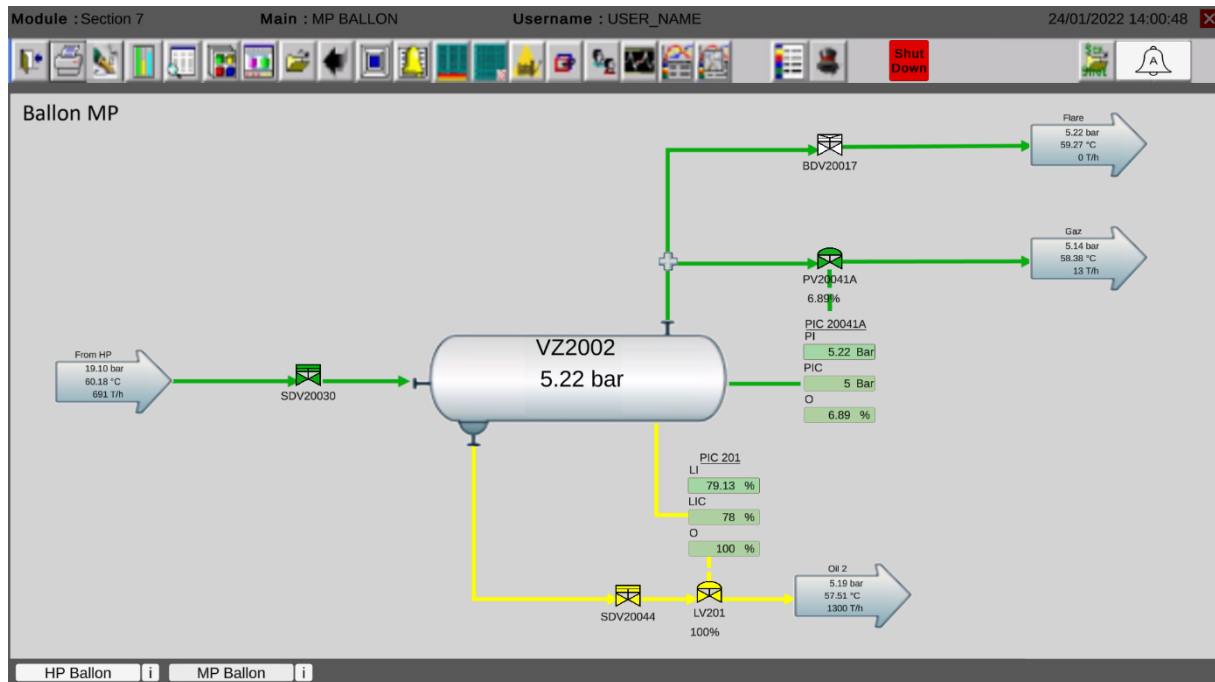 Module : Section 7 Main : MP BALLON Username : USER_NAME 24/01/2022 14:00:48
Shut
Down
A
Ballon MP
Flare
5.22 bar
59.27 °C
0 T/h
BDV20017
Gaz
5.14 bar
58.38 °C
13 T/h
PV20041A
6.89%
PIC 20041A
PI
5.22 Bar
PIC
5 Bar
O
6.89 %
VZ2002
5.22 bar
From HP
19.10 bar
60.18 °C
691 T/h
SDV20030
PIC 201
LI
79.13 %
LIC
78 %
O
100 %
SDV20044
LV201
100%
Oil 2
5.19 bar
57.51 °C
1300 T/h
HP Ballon i MP Ballon i